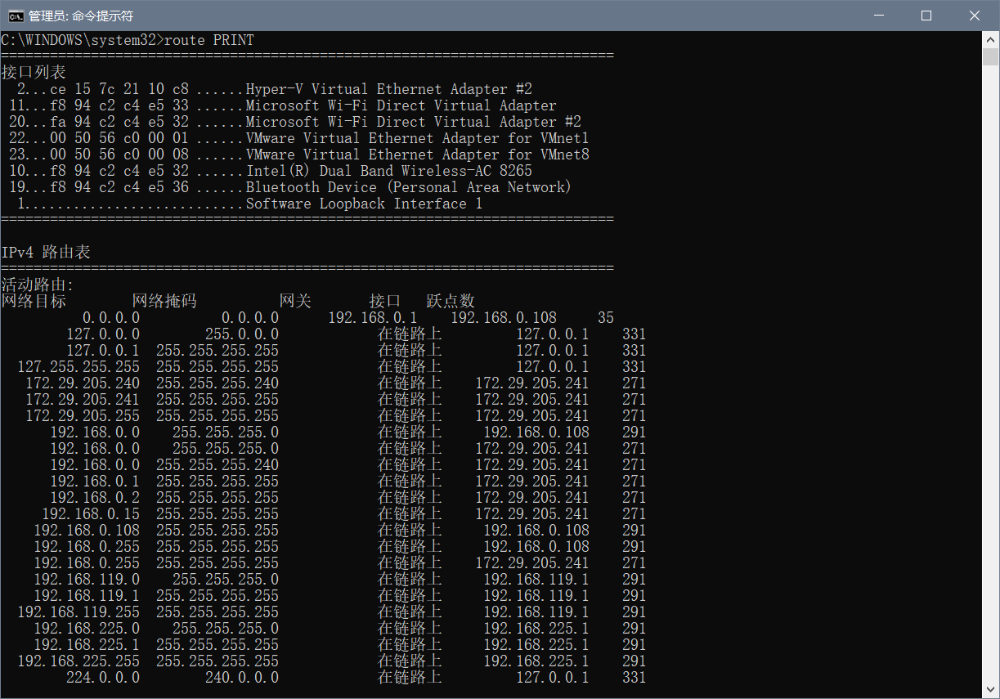 管理员: 命令提示符
C:\WINDOWS\system32>route PRINT
===========================================================================
接口列表
  2...ce 15 7c 21 10 c8 ......Hyper-V Virtual Ethernet Adapter #2
 11...f8 94 c2 c4 e5 33 ......Microsoft Wi-Fi Direct Virtual Adapter
 20...fa 94 c2 c4 e5 32 ......Microsoft Wi-Fi Direct Virtual Adapter #2
 22...00 50 56 c0 00 01 ......VMware Virtual Ethernet Adapter for VMnet1
 23...00 50 56 c0 00 08 ......VMware Virtual Ethernet Adapter for VMnet8
 10...f8 94 c2 c4 e5 32 ......Intel(R) Dual Band Wireless-AC 8265
 19...f8 94 c2 c4 e5 36 ......Bluetooth Device (Personal Area Network)
  1...........................Software Loopback Interface 1
===========================================================================
IPv4 路由表
===========================================================================
活动路由:
网络目标        网络掩码          网关       接口   跃点数
          0.0.0.0          0.0.0.0      192.168.0.1    192.168.0.108     35
        127.0.0.0        255.0.0.0            在链路上         127.0.0.1    331
        127.0.0.1  255.255.255.255            在链路上         127.0.0.1    331
  127.255.255.255  255.255.255.255            在链路上         127.0.0.1    331
   172.29.205.240  255.255.255.240            在链路上    172.29.205.241    271
   172.29.205.241  255.255.255.255            在链路上    172.29.205.241    271
   172.29.205.255  255.255.255.255            在链路上    172.29.205.241    271
      192.168.0.0    255.255.255.0            在链路上     192.168.0.108    291
      192.168.0.0    255.255.255.0            在链路上    172.29.205.241    271
      192.168.0.0  255.255.255.240            在链路上    172.29.205.241    271
      192.168.0.1  255.255.255.255            在链路上    172.29.205.241    271
      192.168.0.2  255.255.255.255            在链路上    172.29.205.241    271
     192.168.0.15  255.255.255.255            在链路上    172.29.205.241    271
    192.168.0.108  255.255.255.255            在链路上     192.168.0.108    291
    192.168.0.255  255.255.255.255            在链路上     192.168.0.108    291
    192.168.0.255  255.255.255.255            在链路上    172.29.205.241    271
    192.168.119.0    255.255.255.0            在链路上     192.168.119.1    291
    192.168.119.1  255.255.255.255            在链路上     192.168.119.1    291
  192.168.119.255  255.255.255.255            在链路上     192.168.119.1    291
    192.168.225.0    255.255.255.0            在链路上     192.168.225.1    291
    192.168.225.1  255.255.255.255            在链路上     192.168.225.1    291
  192.168.225.255  255.255.255.255            在链路上     192.168.225.1    291
        224.0.0.0        240.0.0.0            在链路上         127.0.0.1    331